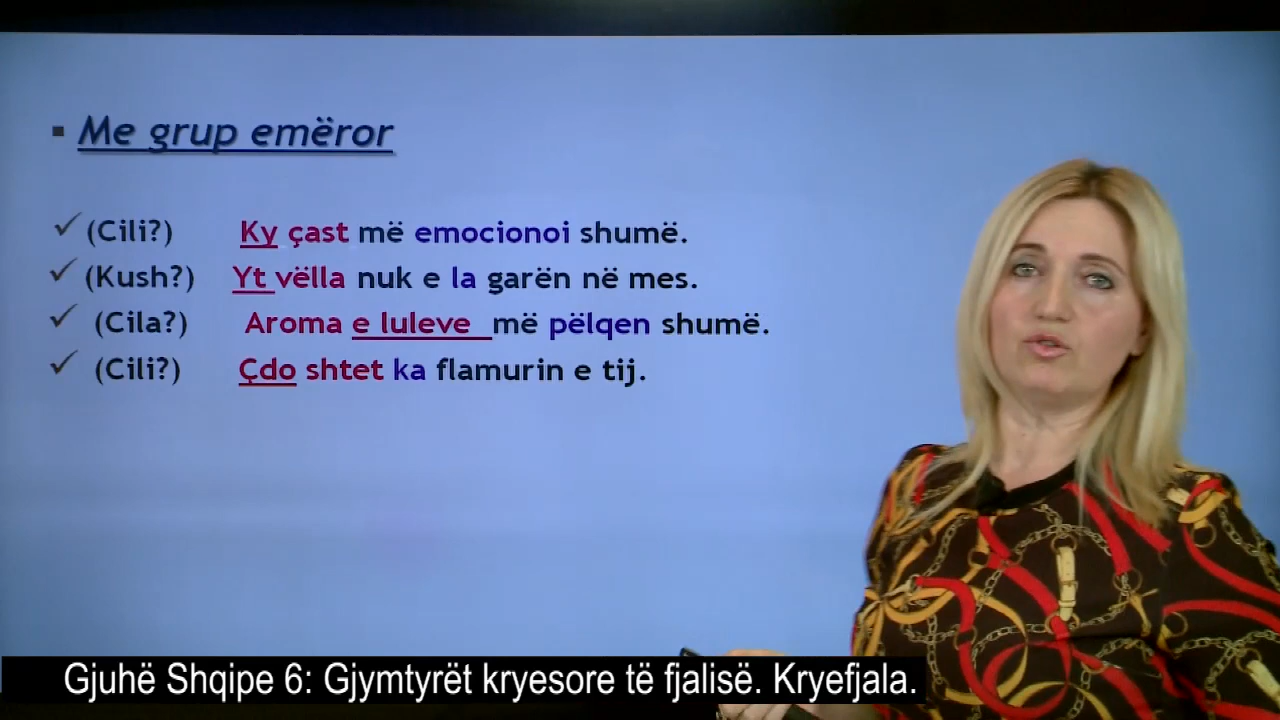 Me grup emëror
(Cili?) Ky çast më emocionoi shumë.
(Kush?) Yt vëlla nuk e la garën në mes.
(Cila?) Aroma e luleve më pëlqen shumë.
(Cili?) Çdo shtet ka flamurin e tij.
Gjuhë Shqipe 6: Gjymtyrët kryesore të fjalisë. Kryefjala.